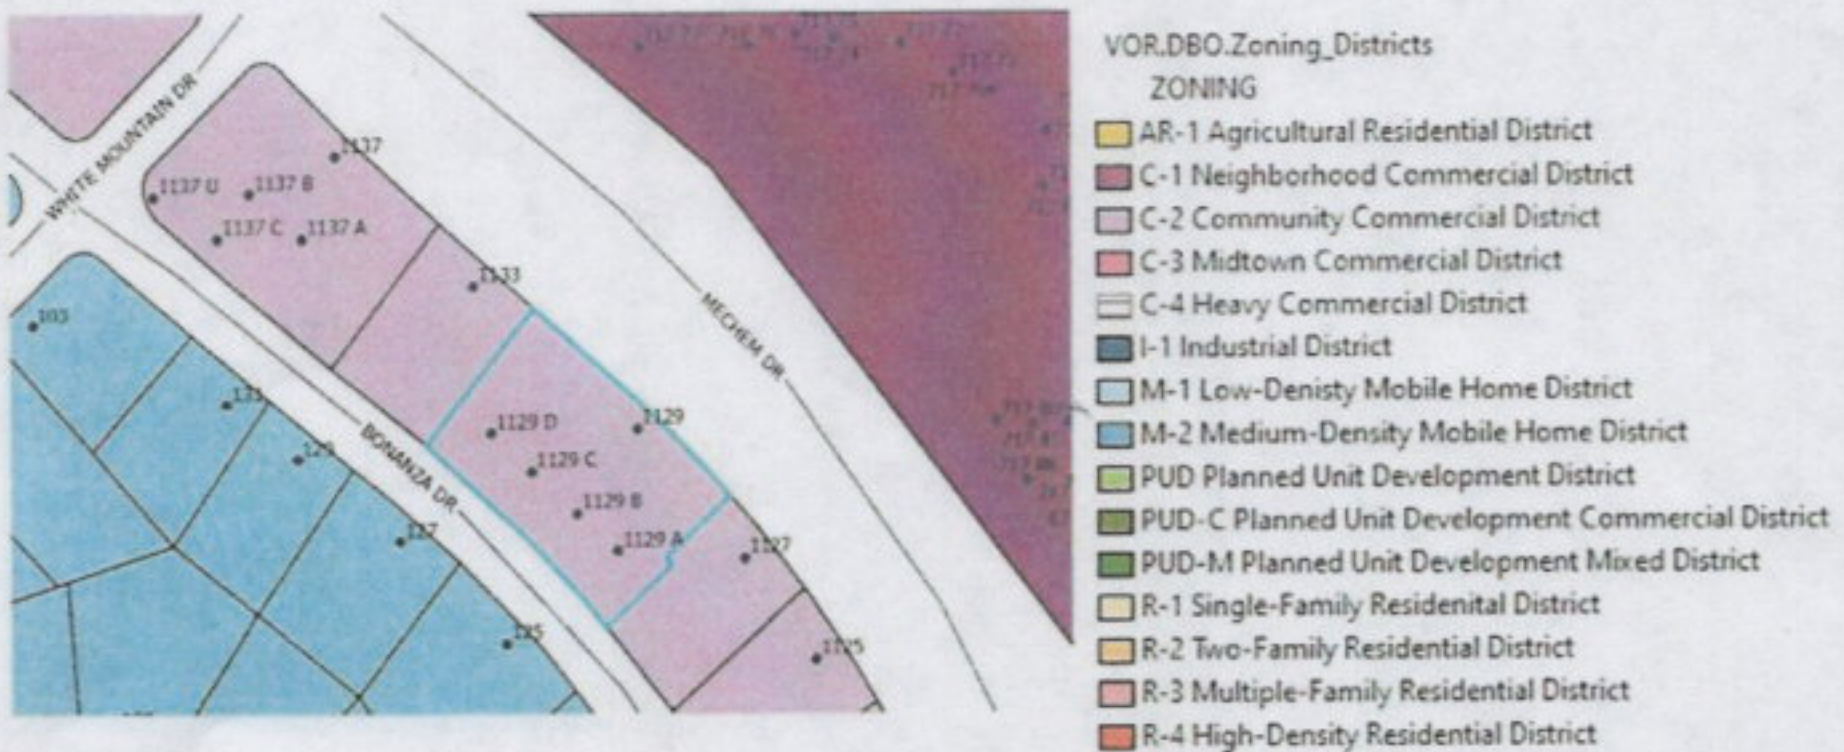 VOR.DBO.Zoning_Districts
ZONING
AR-1 Agricultural Residential District
C-1 Neighborhood Commercial District
C-2 Community Commercial District
C-3 Midtown Commercial District
C-4 Heavy Commercial District
I-1 Industrial District
M-1 Low-Denisty Mobile Home District
M-2 Medium-Density Mobile Home District
PUD Planned Unit Development District
PUD-C Planned Unit Development Commercial District
PUD-M Planned Unit Development Mixed District
R-1 Single-Family Residenital District
R-2 Two-Family Residential District
R-3 Multiple-Family Residential District
R-4 High-Density Residential District
WHITE MOUNTAIN DR
MECHEM DR
BONANZA DR
1137
1137 U
1137 B
1137 C
1137 A
1133
1129 D
1129
1129 C
1129 B
1129 A
1127
1125
103
131
129
127
125